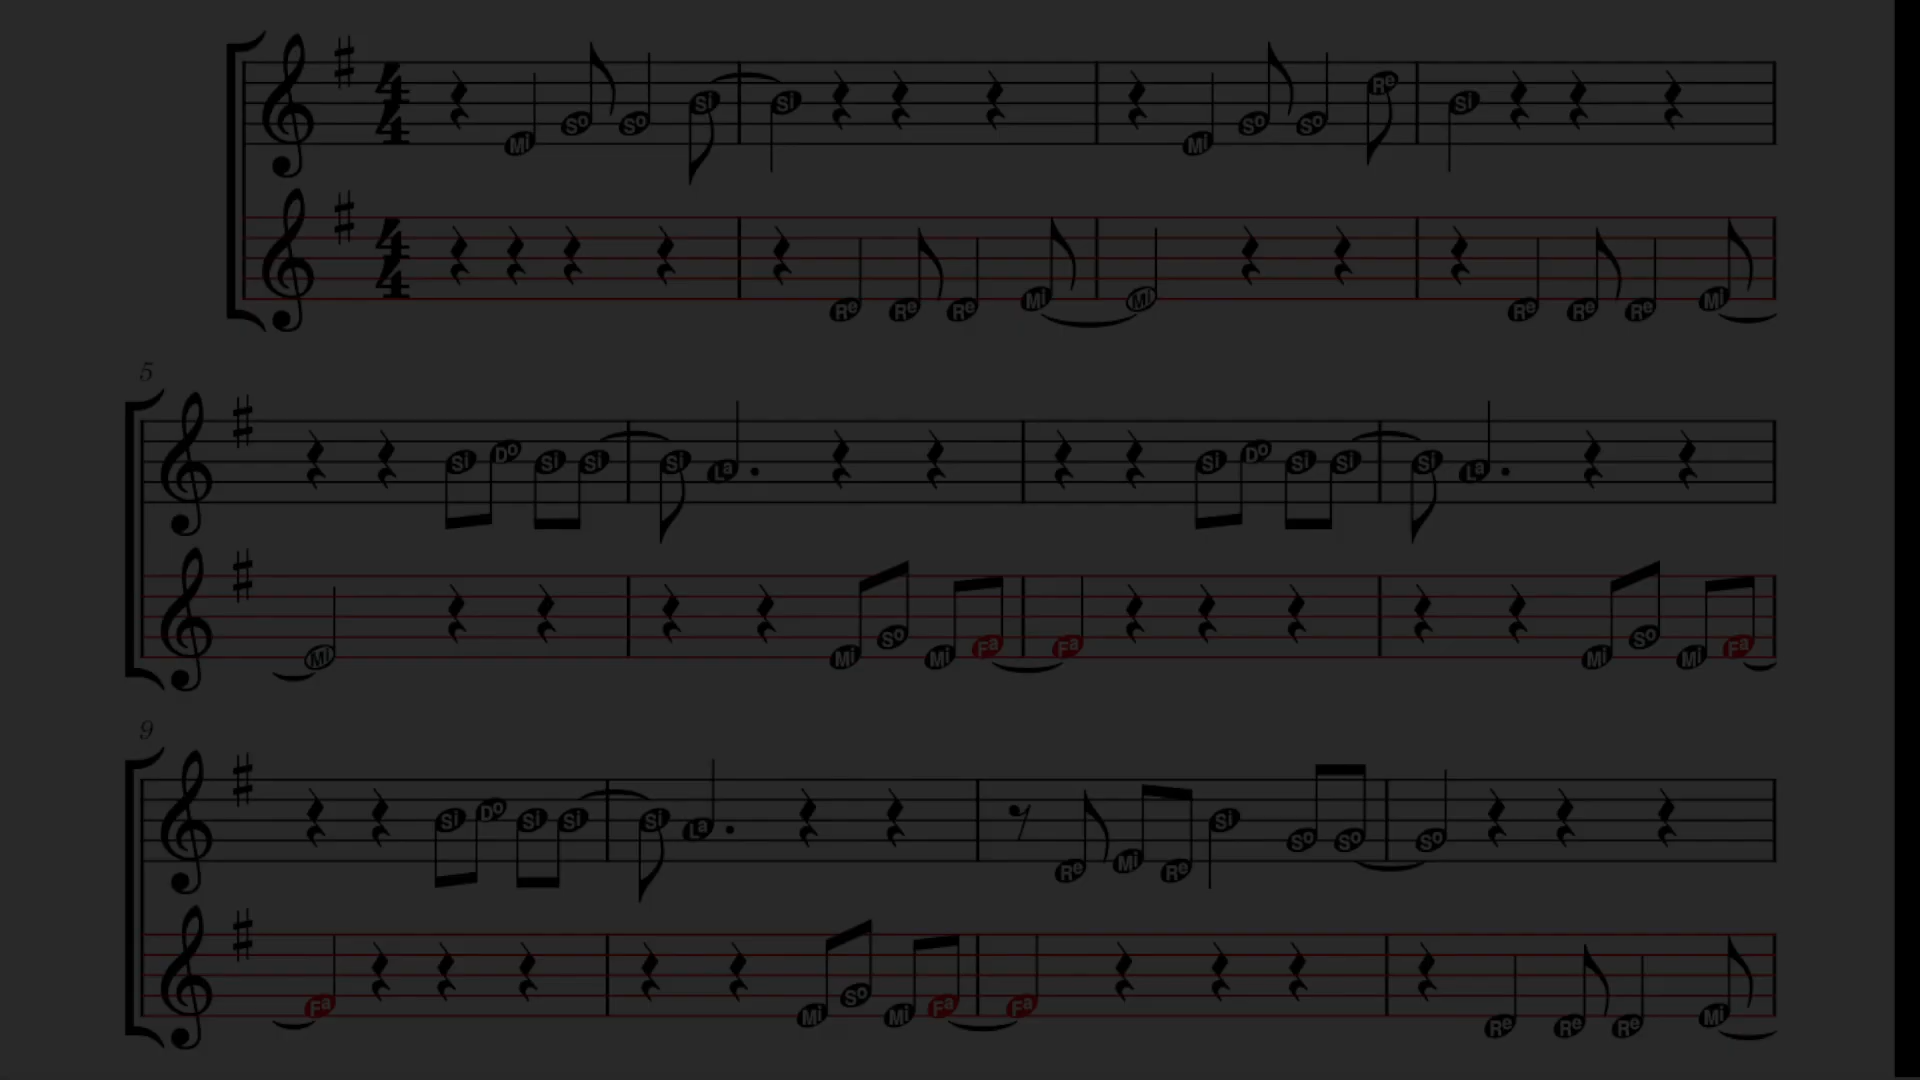 4 4 Mi So So Si Si Mi So So Re Si
4 4 Re Re Re Mi Mi Re Re Re Mi
5
Si Do Si Si Si La Si Do Si Si Si La
Mi Mi So Mi Fa Fa Mi So Mi Fa
9
Si Do Si Si Si La Re Mi Re Si So So So
Fa Mi So Mi Fa Fa Re Re Re Mi